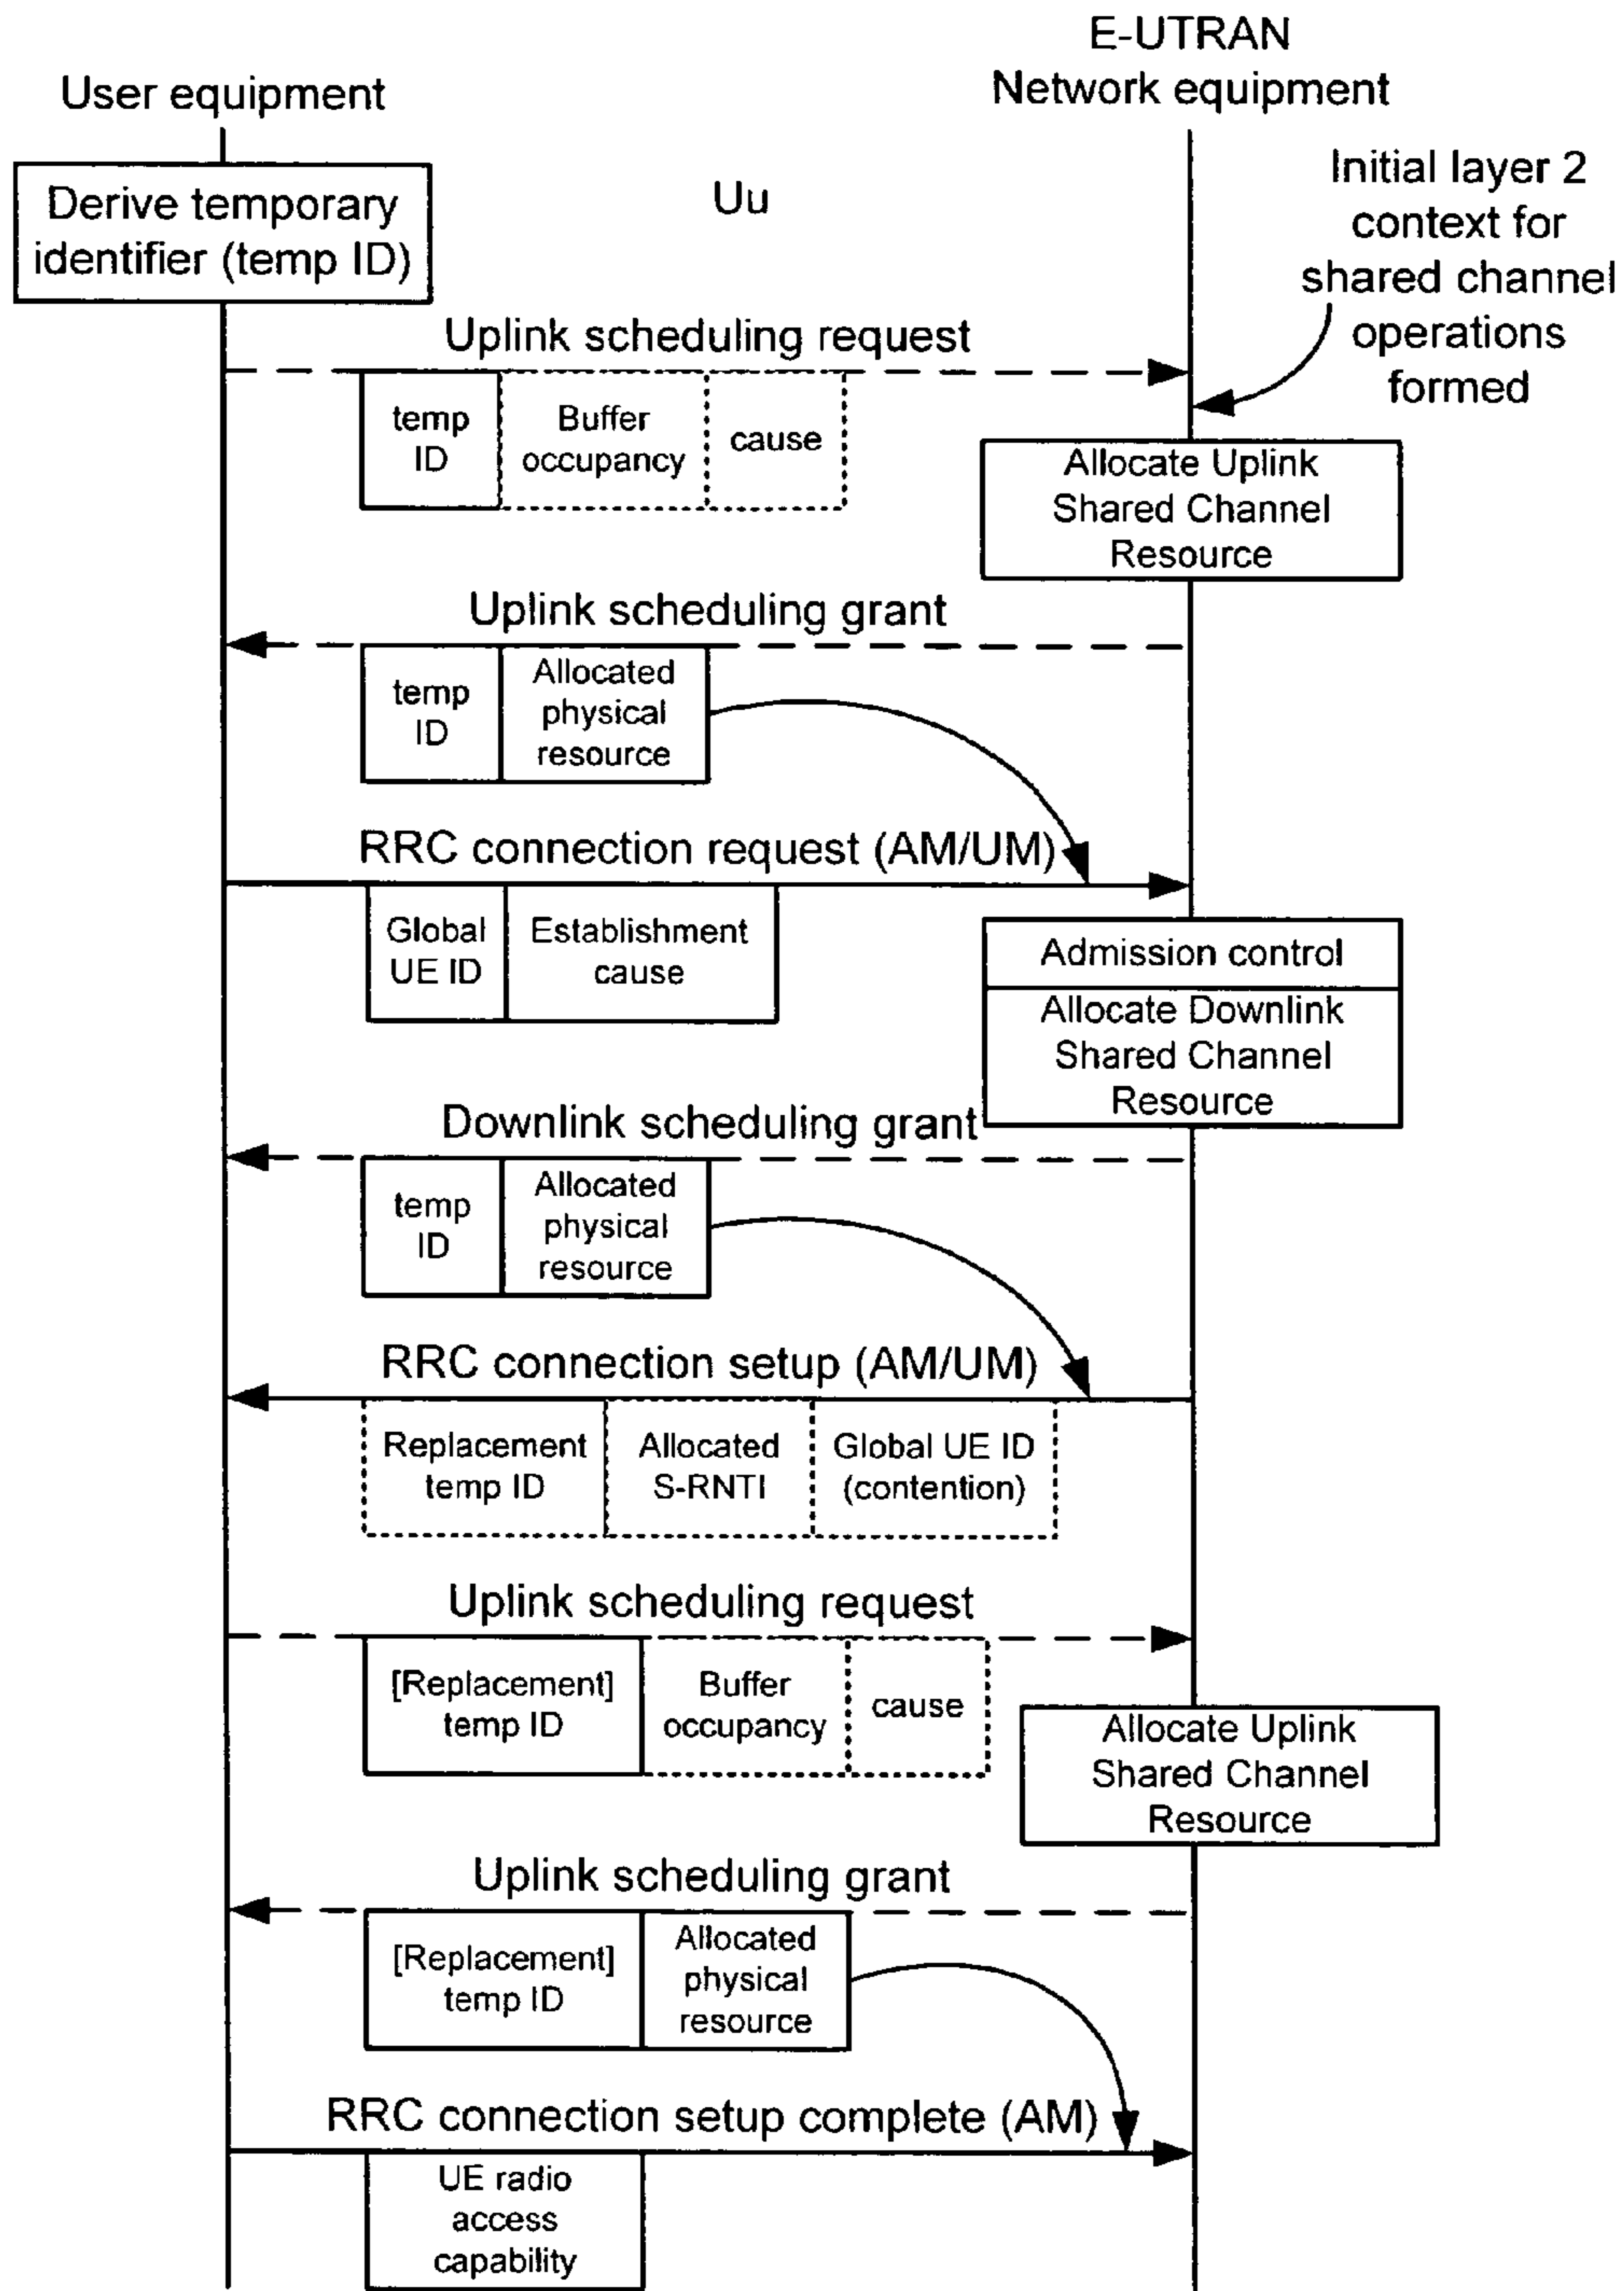 E-UTRAN
Network equipment
User equipment
Derive temporary
identifier (temp ID)
Uu
Initial layer 2
context for
shared channel
operations
formed
Uplink scheduling request
temp
ID
Buffer
occupancy
cause
Allocate Uplink
Shared Channel
Resource
Uplink scheduling grant
temp
ID
Allocated
physical
resource
RRC connection request (AM/UM)
Global
UE ID
Establishment
cause
Admission control
Allocate Downlink
Shared Channel
Resource
Downlink scheduling grant
temp
ID
Allocated
physical
resource
RRC connection setup (AM/UM)
Replacement
temp ID
Allocated
S-RNTI
Global UE ID
(contention)
Uplink scheduling request
[Replacement]
temp ID
Buffer
occupancy
cause
Allocate Uplink
Shared Channel
Resource
Uplink scheduling grant
[Replacement]
temp ID
Allocated
physical
resource
RRC connection setup complete (AM)
UE radio
access
capability